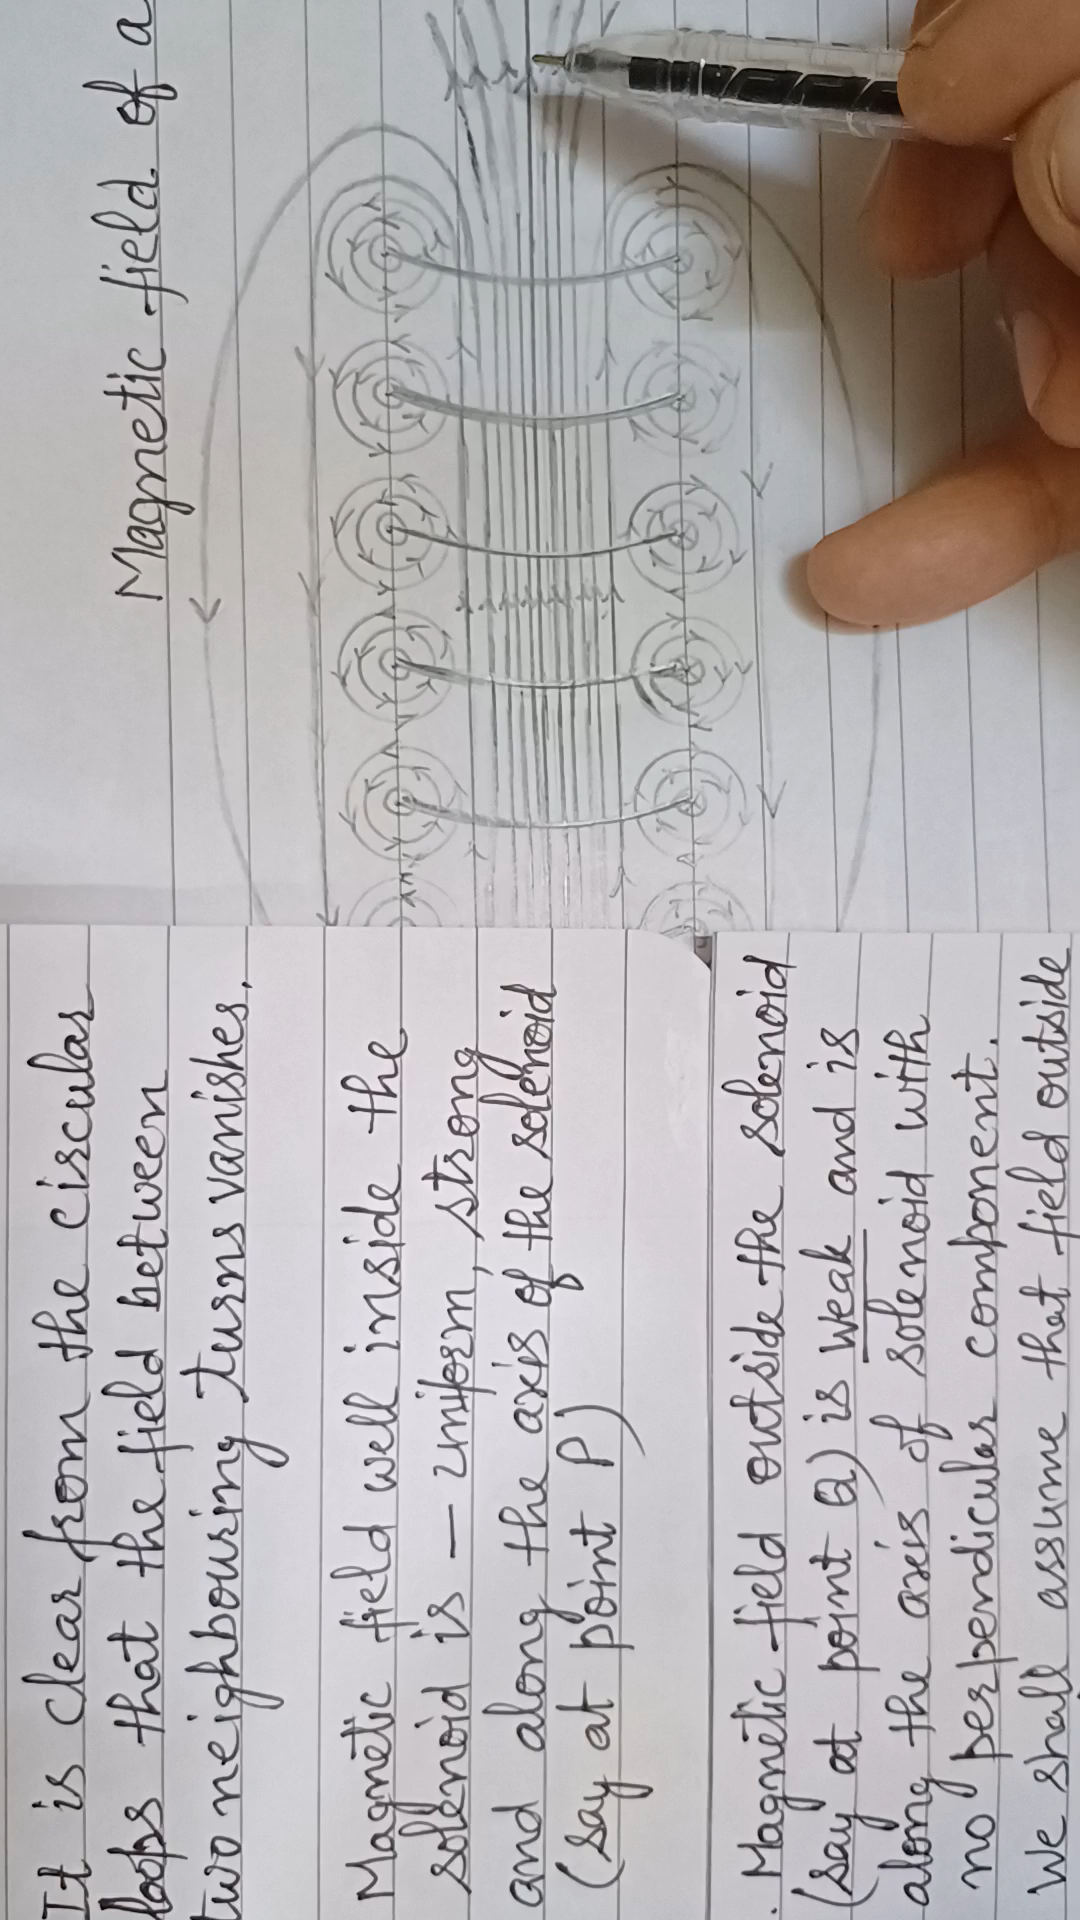 Magnetic field of a
It is clear from the circular
loops that the field between
two neighbouring turns vanishes.
Magnetic field well inside the
solenoid is - uniform, strong
and along the axis of the solenoid
(say at point P)
. Magnetic field outside the solenoid
(say at point Q) is weak and is
along the axis of solenoid with
no perpendicular component.
We shall assume that field outside